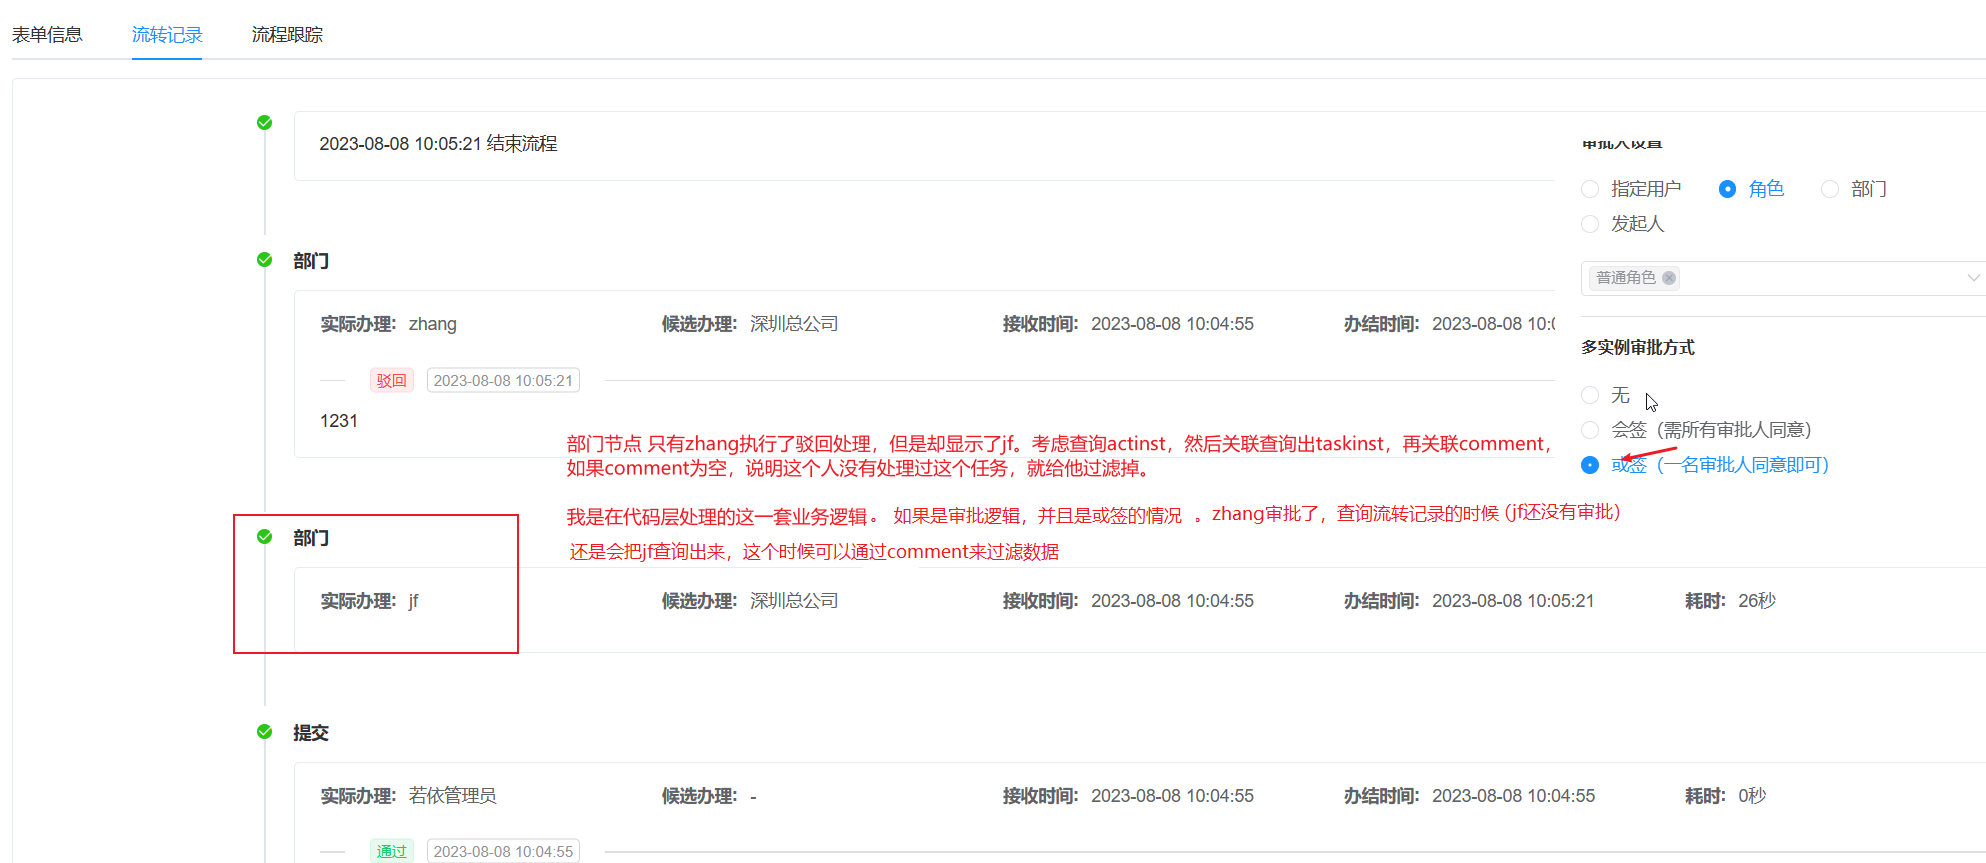 表单信息 流转记录 流程跟踪
2023-08-08 10:05:21 结束流程
部门
实际办理: zhang 候选办理: 深圳总公司 接收时间: 2023-08-08 10:04:55 办结时间: 2023-08-08 10:0
驳回 2023-08-08 10:05:21
1231
审批人设置
指定用户 角色 部门
发起人
普通角色
多实例审批方式
无
会签（需所有审批人同意）
或签（一名审批人同意即可）
部门节点 只有zhang执行了驳回处理，但是却显示了jf。考虑查询actinst，然后关联查询出taskinst，再关联comment，
如果comment为空，说明这个人没有处理过这个任务，就给他过滤掉。
我是在代码层处理的这一套业务逻辑。 如果是审批逻辑，并且是或签的情况 。zhang审批了，查询流转记录的时候（jf还没有审批）
还是会把jf查询出来，这个时候可以通过comment来过滤数据
部门
实际办理: jf 候选办理: 深圳总公司 接收时间: 2023-08-08 10:04:55 办结时间: 2023-08-08 10:05:21 耗时: 26秒
提交
实际办理: 若依管理员 候选办理: - 接收时间: 2023-08-08 10:04:55 办结时间: 2023-08-08 10:04:55 耗时: 0秒
通过 2023-08-08 10:04:55